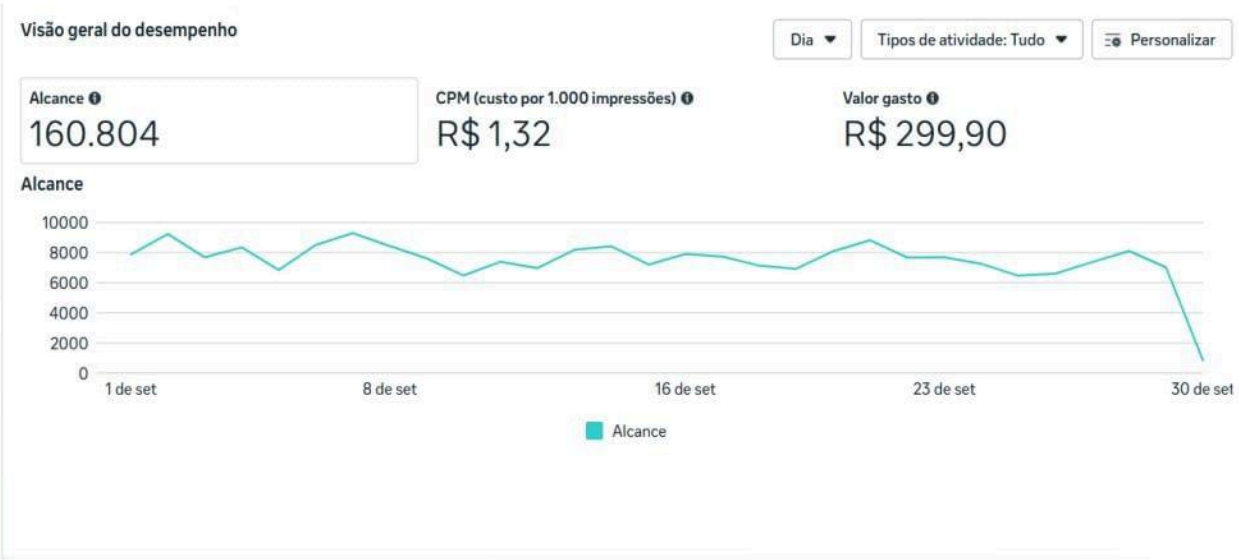 Visão geral do desempenho
Dia
Tipos de atividade: Tudo
Personalizar
Alcance
CPM (custo por 1.000 impressões)
Valor gasto
160.804
R$ 1,32
R$ 299,90
Alcance
10000
8000
6000
4000
2000
0
1 de set
8 de set
16 de set
23 de set
30 de set
Alcance